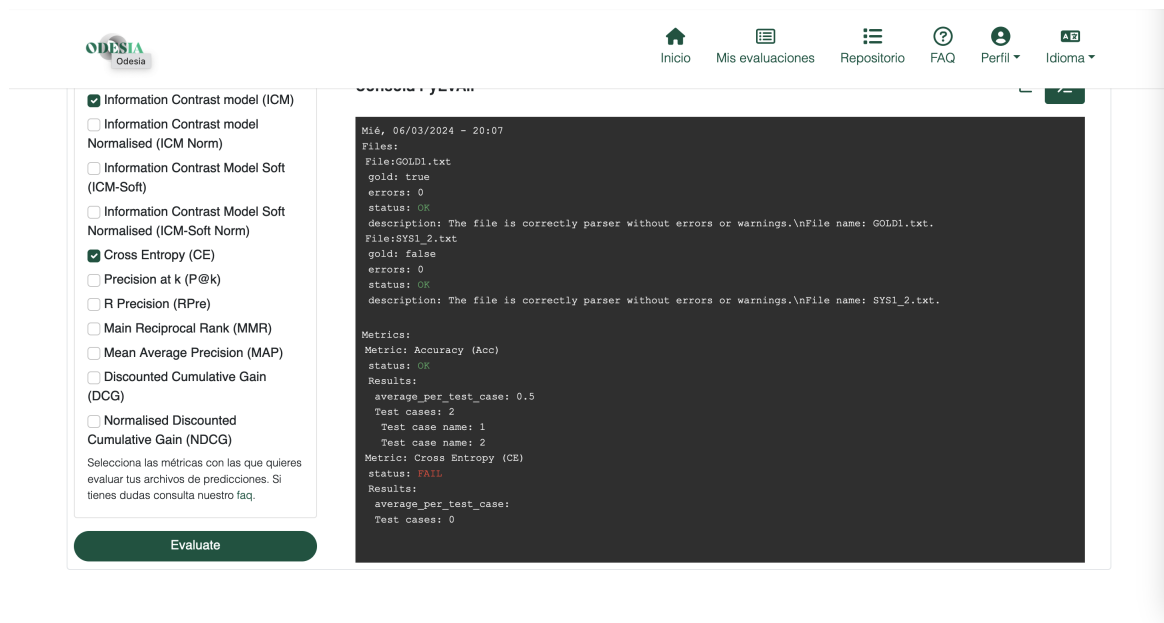 ODESIA
Odesia
Inicio
Mis evaluaciones
Repositorio
FAQ
Perfil
Idioma
Information Contrast model (ICM)
Information Contrast model
Normalised (ICM Norm)
Information Contrast Model Soft
(ICM-Soft)
Information Contrast Model Soft
Normalised (ICM-Soft Norm)
Cross Entropy (CE)
Precision at k (P@k)
R Precision (RPre)
Main Reciprocal Rank (MMR)
Mean Average Precision (MAP)
Discounted Cumulative Gain
(DCG)
Normalised Discounted
Cumulative Gain (NDCG)
Selecciona las métricas con las que quieres
evaluar tus archivos de predicciones. Si
tienes dudas consulta nuestro faq.
Evaluate
Consola PyEvAll
Mié, 06/03/2024 - 20:07
Files:
File:GOLD1.txt
gold: true
errors: 0
status: OK
description: The file is correctly parser without errors or warnings.\nFile name: GOLD1.txt.
File:SYS1_2.txt
gold: false
errors: 0
status: OK
description: The file is correctly parser without errors or warnings.\nFile name: SYS1_2.txt.
Metrics:
Metric: Accuracy (Acc)
status: OK
Results:
average_per_test_case: 0.5
Test cases: 2
Test case name: 1
Test case name: 2
Metric: Cross Entropy (CE)
status: FAIL
Results:
average_per_test_case:
Test cases: 0